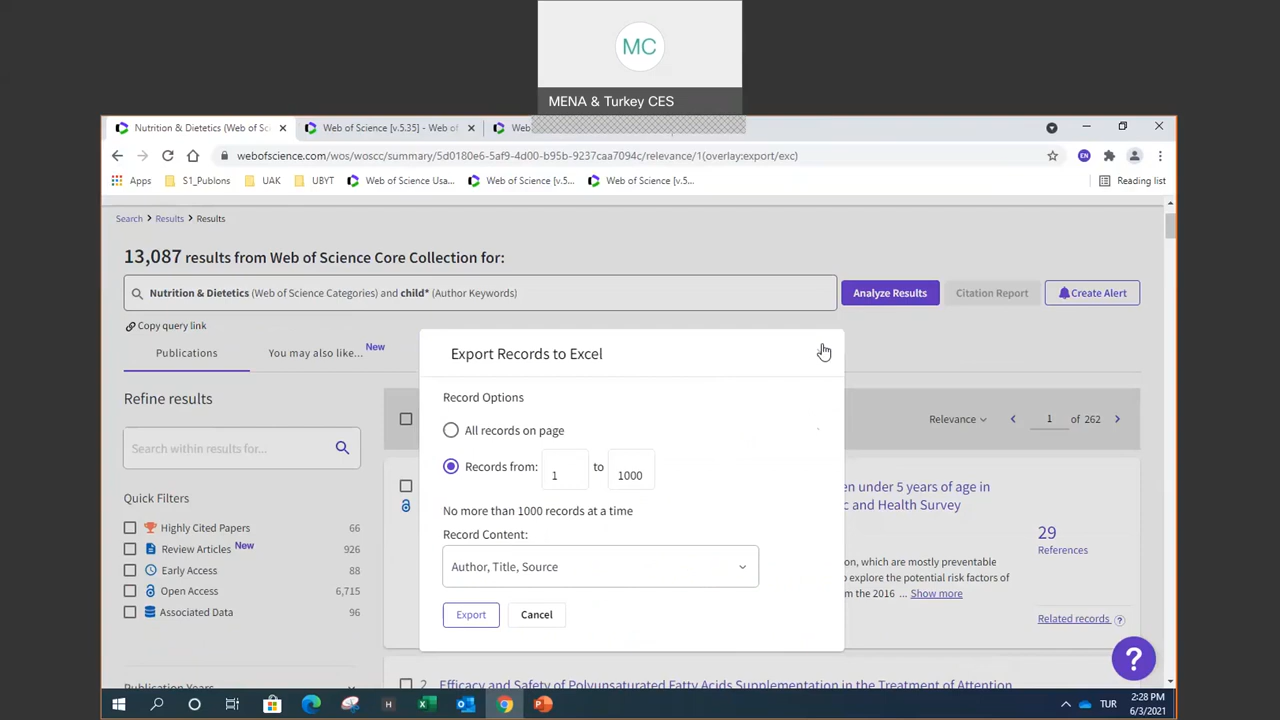 MC
MENA & Turkey CES
Nutrition & Dietetics (Web of Sc
Web of Science [v.5.35] - Web of
Web
webofscience.com/wos/woscc/summary/5d0180e6-5af9-4d00-b95b-9237caa7094c/relevance/1(overlay:export/exc)
EN
Apps
S1_Publons
UAK
UBYT
Web of Science Usa...
Web of Science [v.5...
Web of Science [v.5...
Reading list
Search > Results > Results
13,087 results from Web of Science Core Collection for:
Nutrition & Dietetics (Web of Science Categories) and child* (Author Keywords)
Analyze Results
Citation Report
Create Alert
Copy query link
Publications
You may also like...
New
Refine results
Search within results for...
Quick Filters
Highly Cited Papers 66
Review Articles New 926
Early Access 88
Open Access 6,715
Associated Data 96
Publication Years
Export Records to Excel
Record Options
All records on page
Records from: 1 to 1000
No more than 1000 records at a time
Record Content:
Author, Title, Source
Export
Cancel
Relevance
1 of 262
en under 5 years of age in
c and Health Survey
29
References
on, which are mostly preventable
o explore the potential risk factors of
m the 2016 ... Show more
Related records ?
?
2 Efficacy and Safety of Polyunsaturated Fatty Acids Supplementation in the Treatment of Attention
H
TUR
2:28 PM
6/3/2021